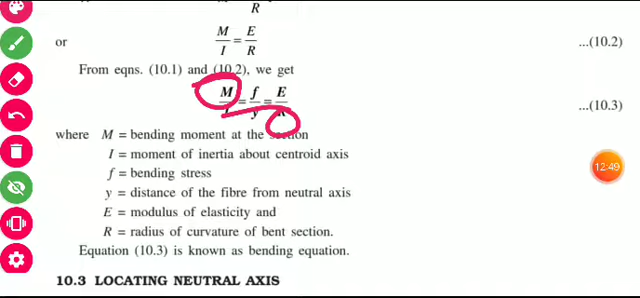 R
or M/I = E/R ...(10.2)
From eqns. (10.1) and (10.2), we get
M/I = f/y = E/R ...(10.3)
where M = bending moment at the section
I = moment of inertia about centroid axis
f = bending stress
y = distance of the fibre from neutral axis
E = modulus of elasticity and
R = radius of curvature of bent section.
Equation (10.3) is known as bending equation.
10.3 LOCATING NEUTRAL AXIS
12:49